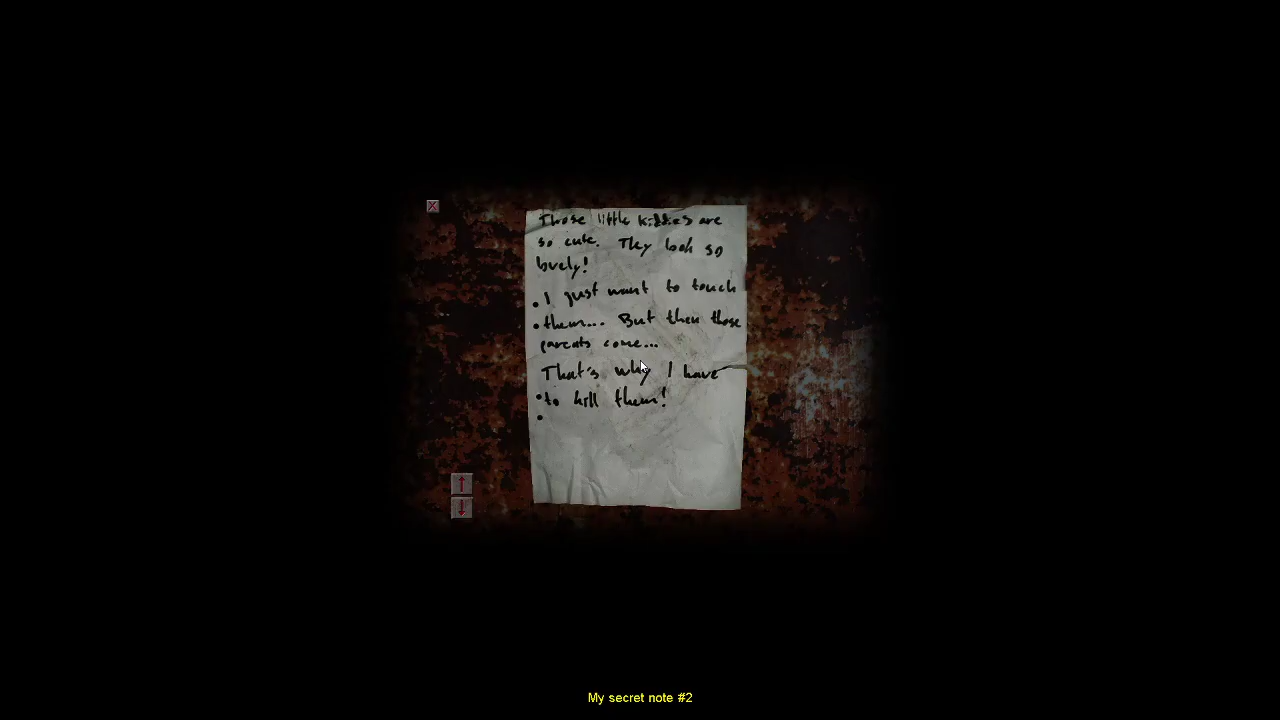 Those little kitties are
so cute. They look so
lovely!
I just want to touch
them... But then those
parents come...
That's why I have
to kill them!
My secret note #2